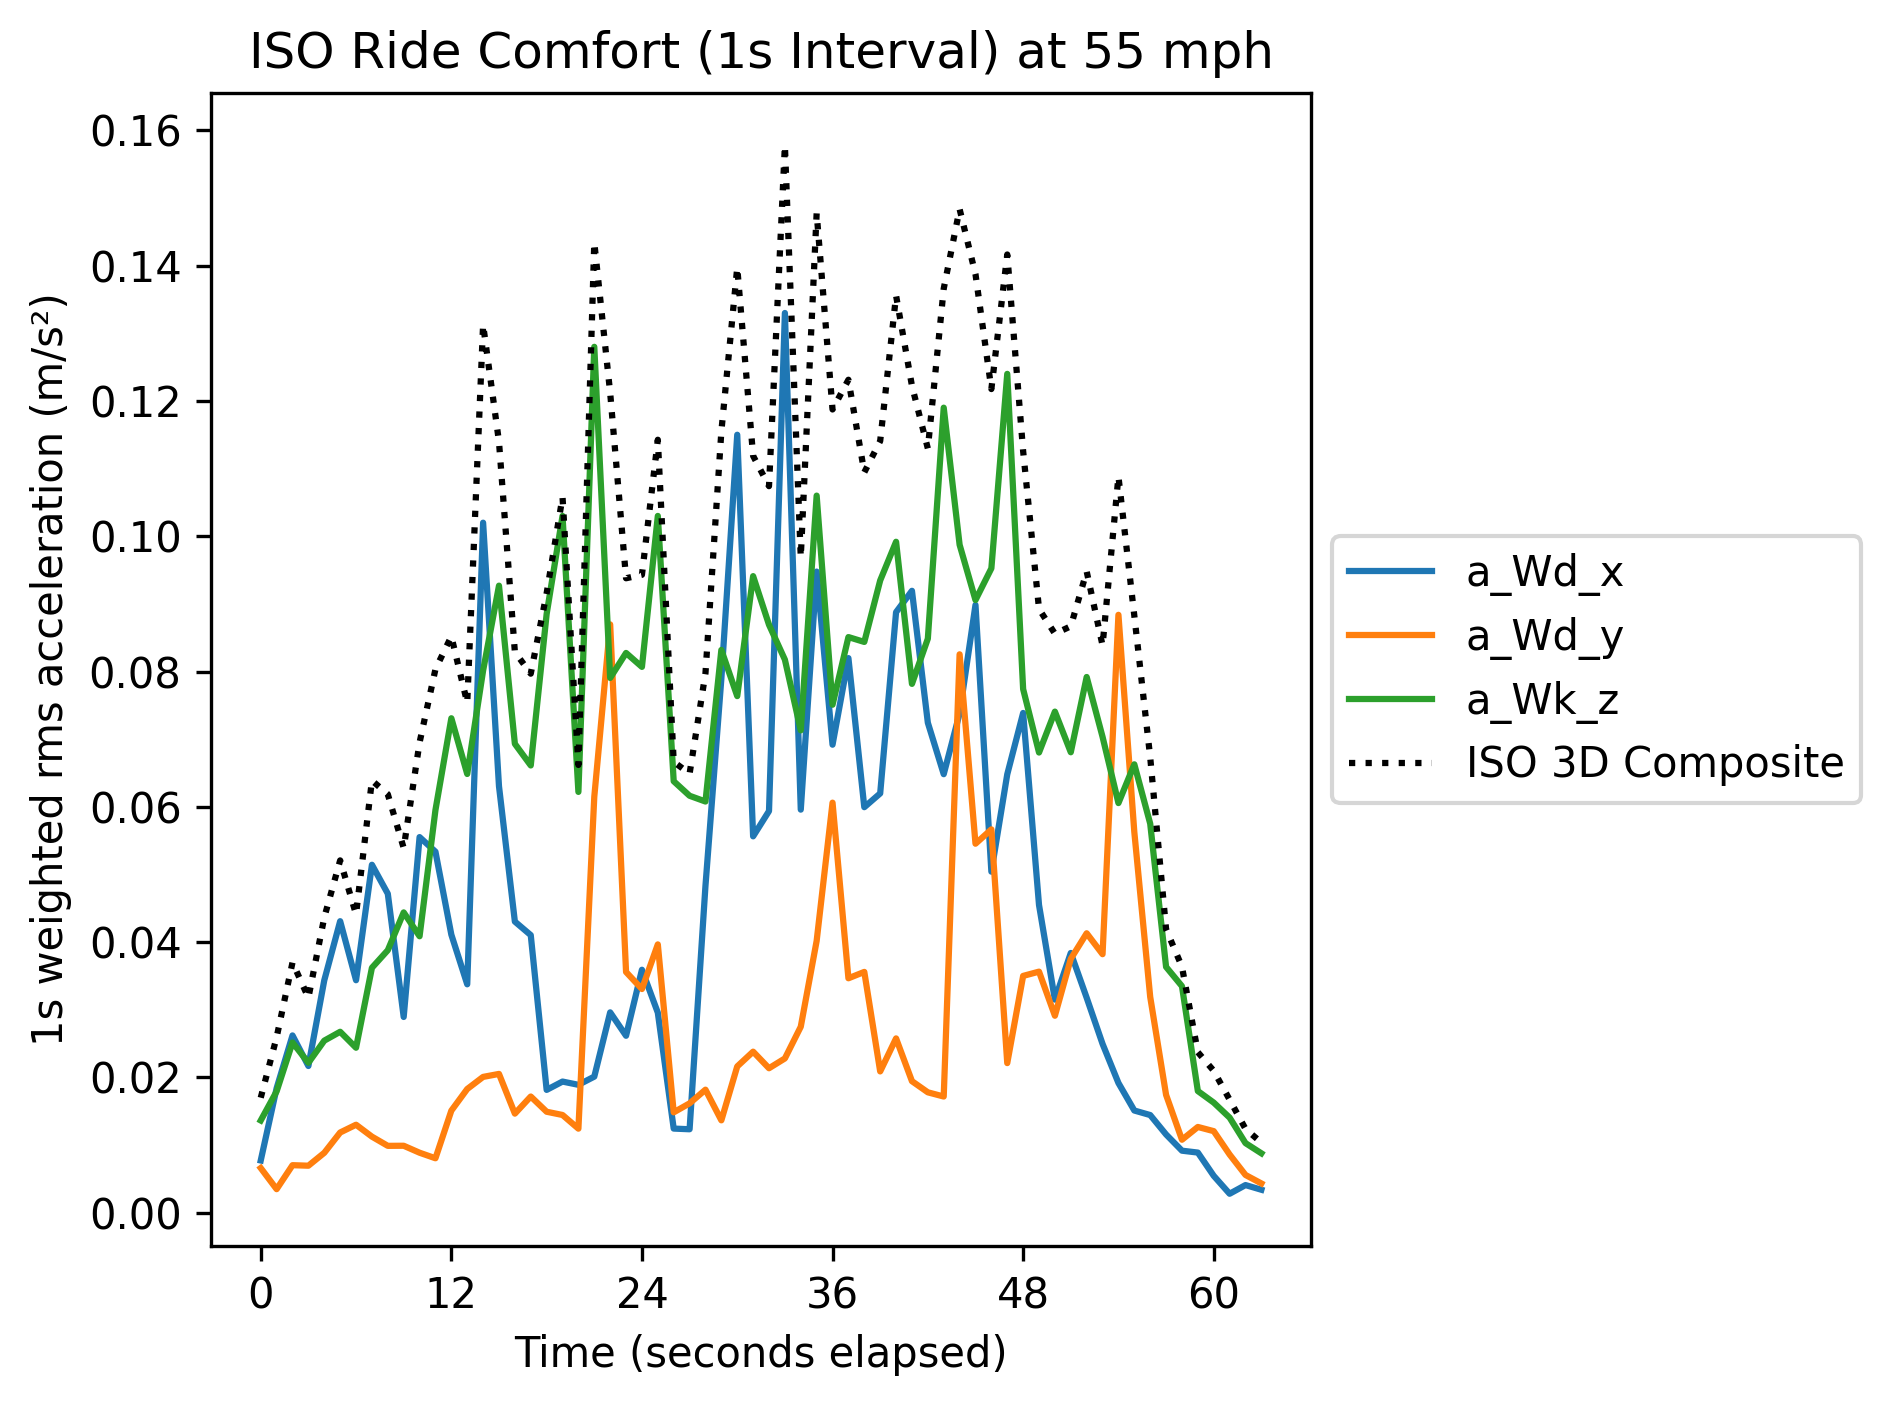 ISO Ride Comfort (1s Interval) at 55 mph
1s weighted rms acceleration (m/s²)
0.16
0.14
0.12
0.10
0.08
0.06
0.04
0.02
0.00
0 12 24 36 48 60
Time (seconds elapsed)
a_Wd_x
a_Wd_y
a_Wk_z
ISO 3D Composite